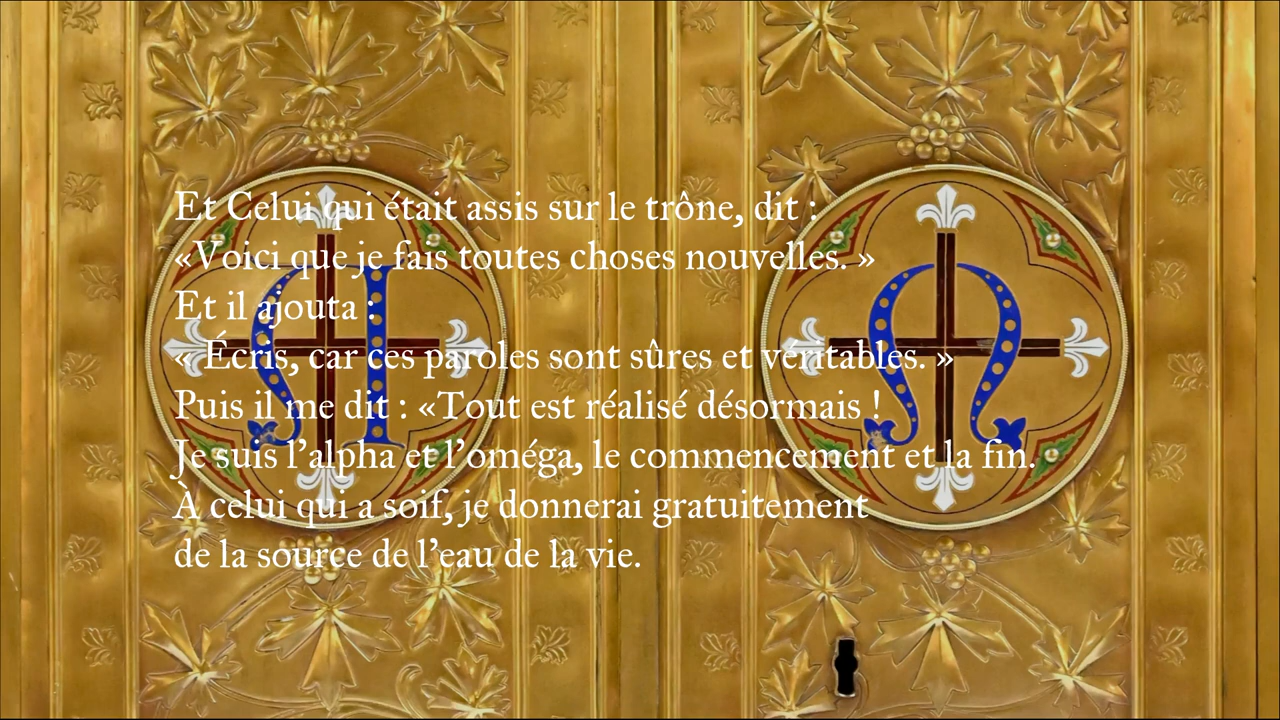 Et Celui qui était assis sur le trône, dit :
«Voici que je fais toutes choses nouvelles. »
Et il ajouta :
« Écris, car ces paroles sont sûres et véritables. »
Puis il me dit : «Tout est réalisé désormais !
Je suis l’alpha et l’oméga, le commencement et la fin.
À celui qui a soif, je donnerai gratuitement
de la source de l’eau de la vie.